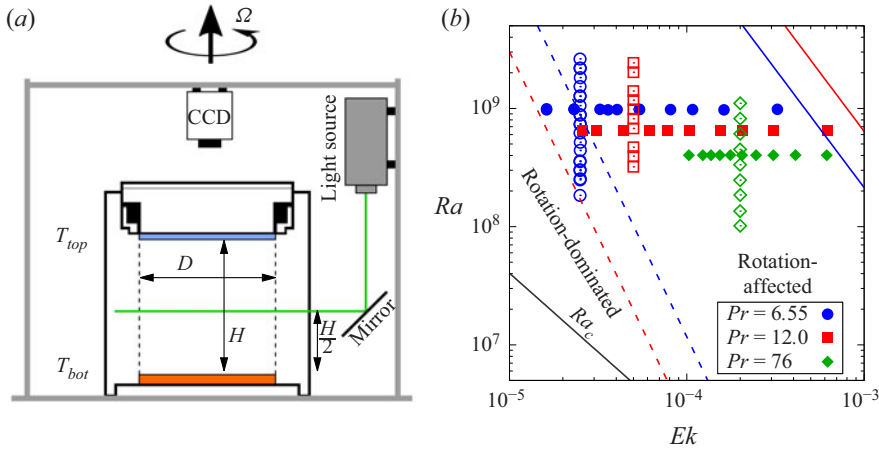 (a)
Ω
CCD
Light source
T_top
D
H
H/2
Mirror
T_bot
(b)
10^9
Ra
10^8
10^7
Rotation-dominated
Ra_c
Rotation-
affected
Pr = 6.55
Pr = 12.0
Pr = 76
10^−5
10^−4
10^−3
Ek